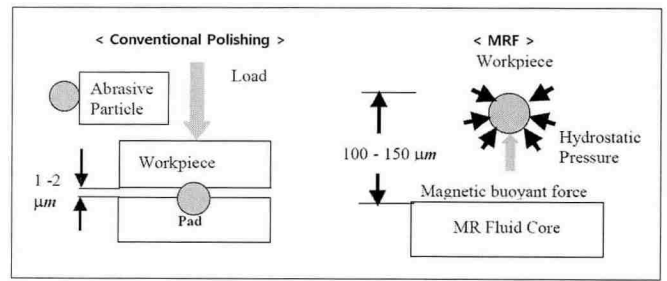 < Conventional Polishing >
Load
Abrasive
Particle
Workpiece
1 -2
μm
Pad
< MRF >
Workpiece
100 - 150 μm
Hydrostatic
Pressure
Magnetic buoyant force
MR Fluid Core